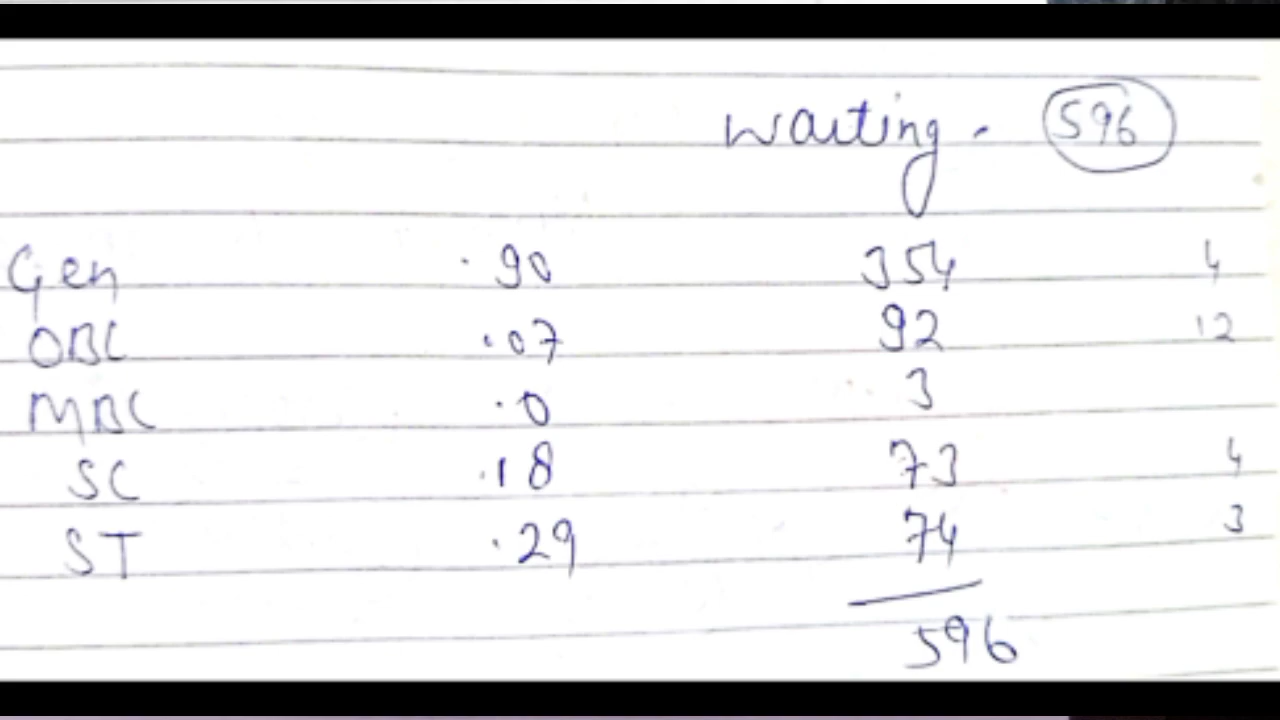 Waiting - 596
Gen .90 354 4
OBC .07 92 12
MBC .0 3
SC .18 73 4
ST .29 74 3
596